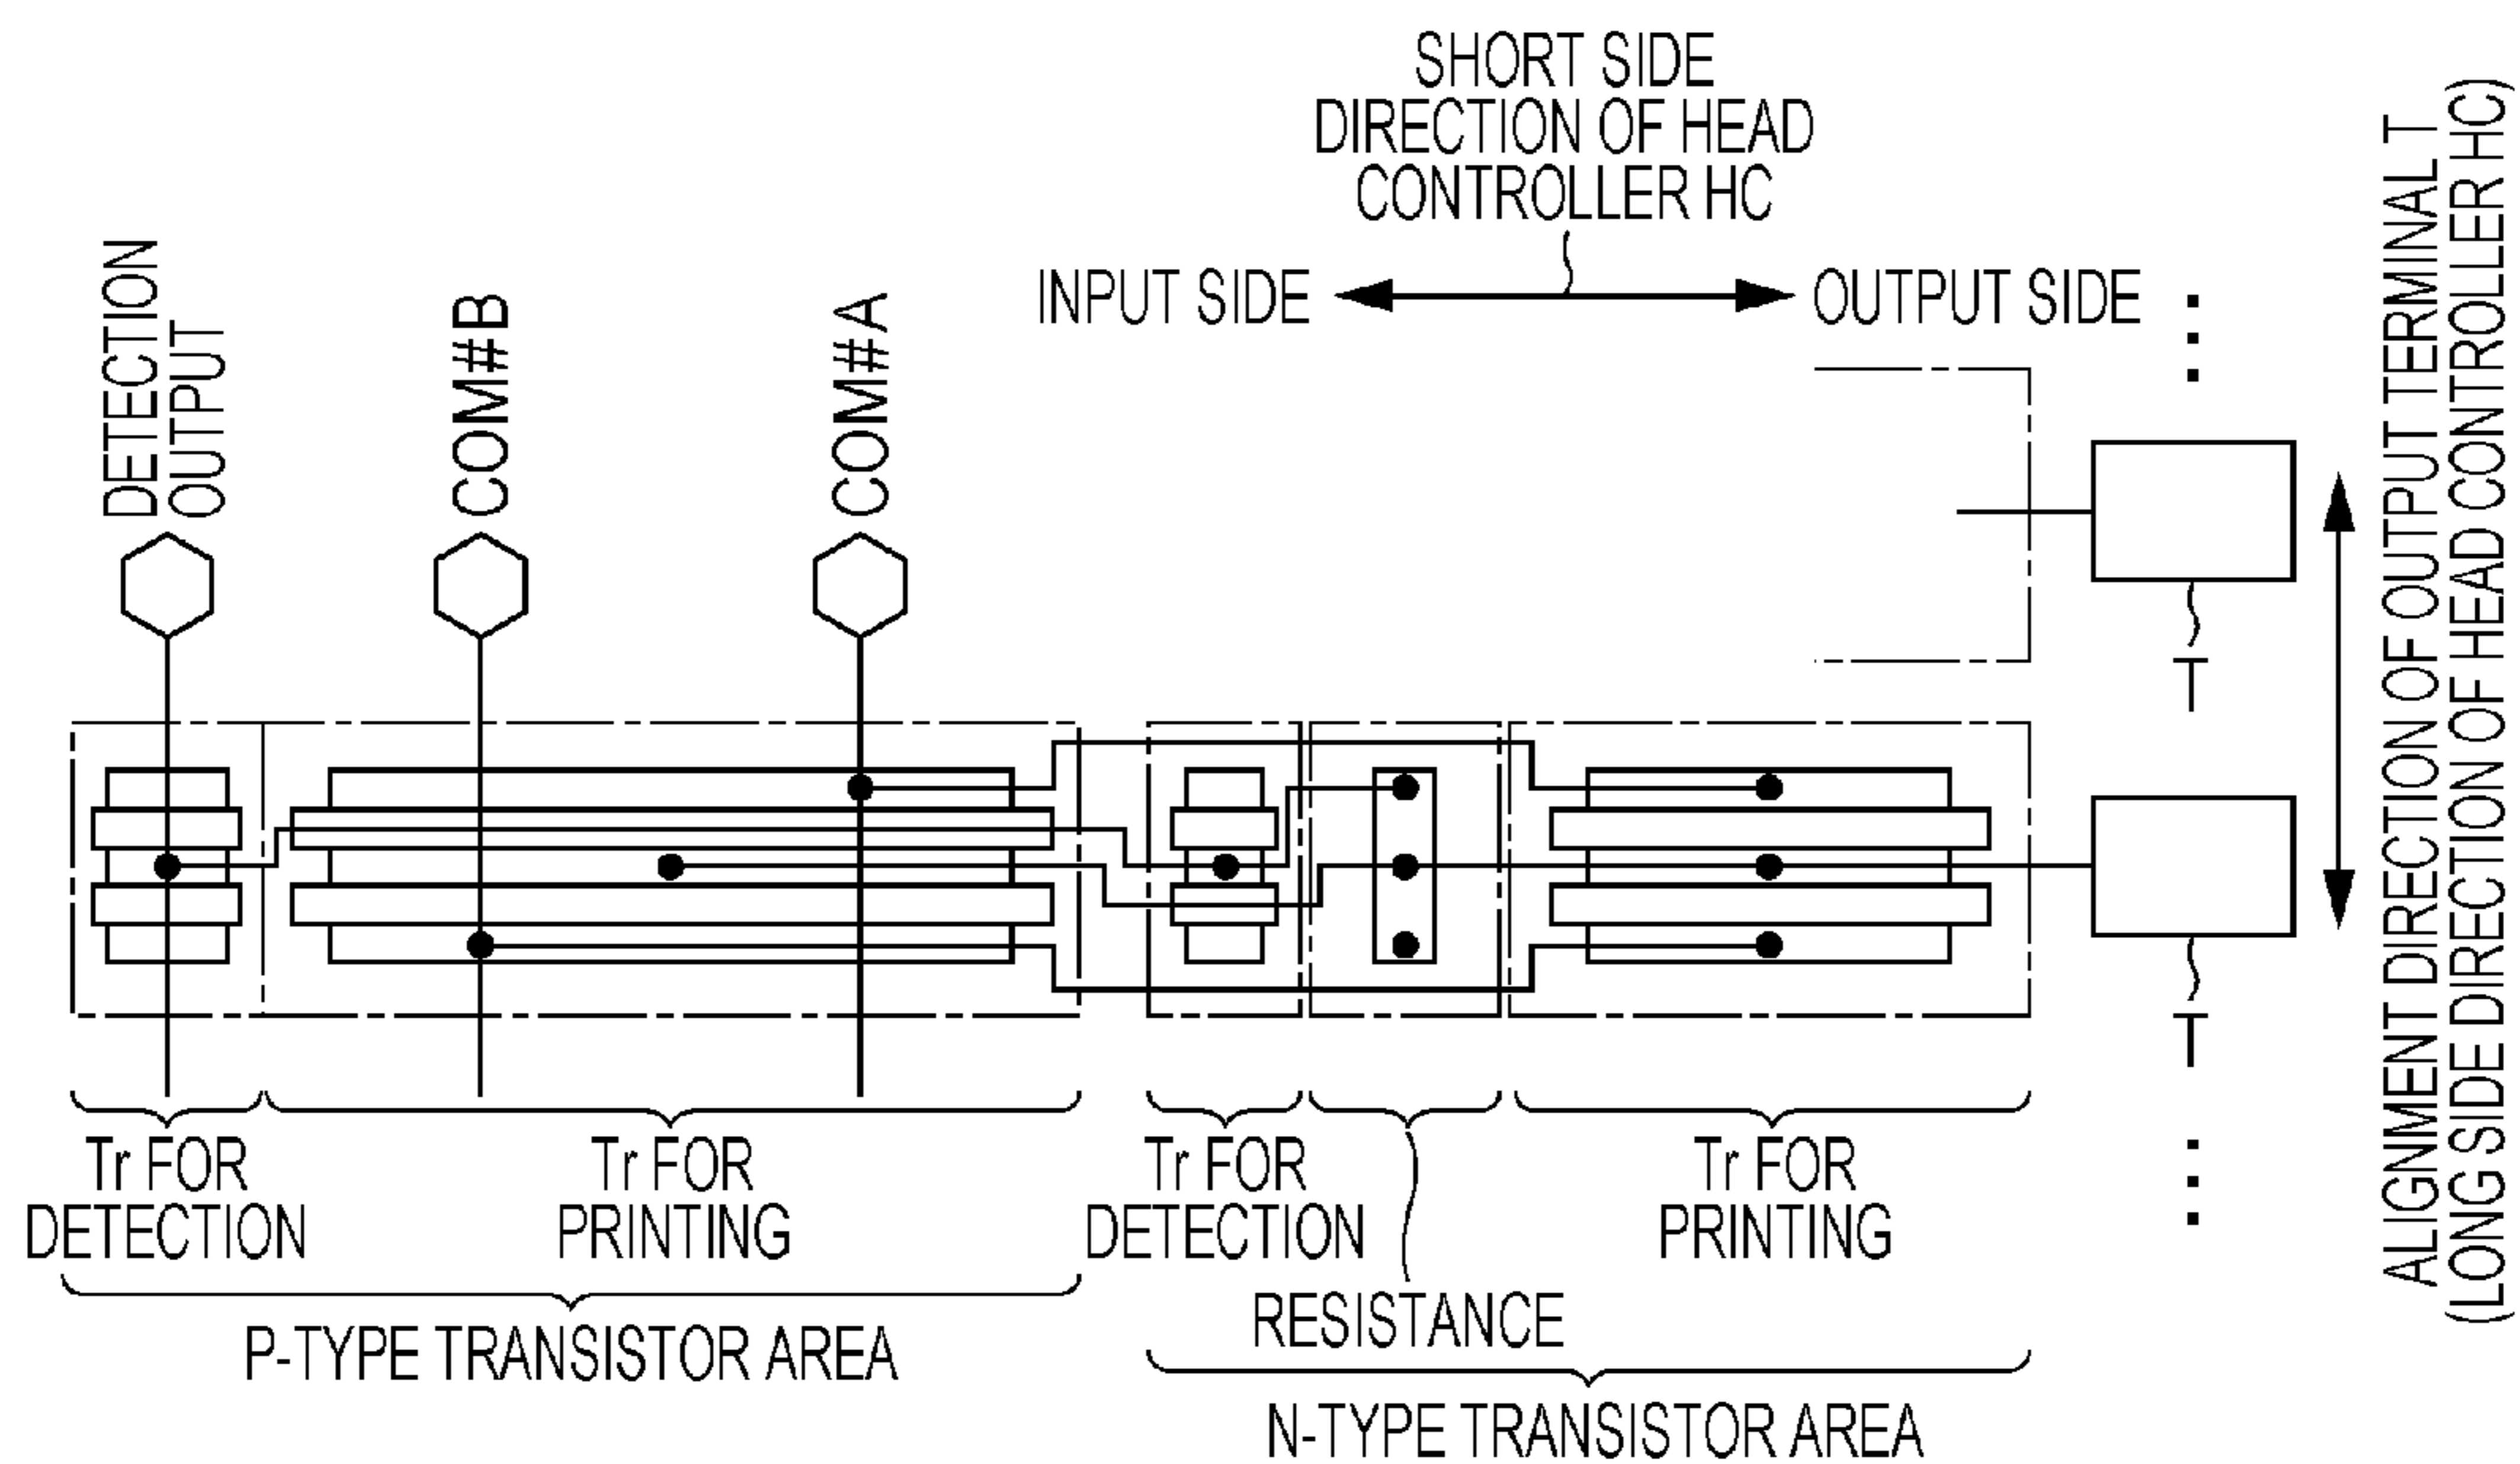 SHORT SIDE
DIRECTION OF HEAD
CONTROLLER HC
INPUT SIDE
OUTPUT SIDE
DETECTION
OUTPUT
COM#B
COM#A
T
T
ALIGNMENT DIRECTION OF OUTPUT TERMINAL T
(LONG SIDE DIRECTION OF HEAD CONTROLLER HC)
Tr FOR
DETECTION
Tr FOR
PRINTING
Tr FOR
DETECTION
Tr FOR
PRINTING
RESISTANCE
P-TYPE TRANSISTOR AREA
N-TYPE TRANSISTOR AREA